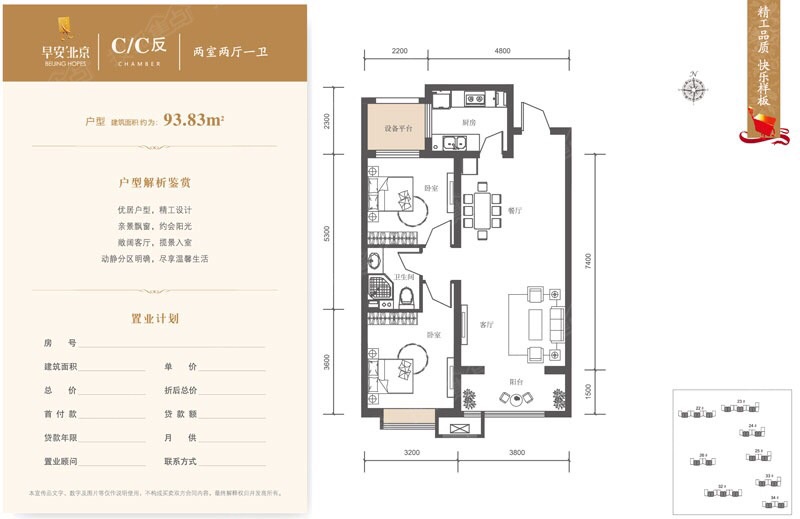 早安·北京
BEIJING HOPES
C/C反
CHAMBER
两室两厅一卫
户型 建筑面积约为: 93.83m²
户型解析鉴赏
优居户型，精工设计
亲景飘窗，约会阳光
敞阔客厅，揽景入室
动静分区明确，尽享温馨生活
置业计划
房 号
建筑面积 单 价
总 价 折后总价
首 付 款 贷 款 额
贷款年限 月 供
置业顾问 联系方式
本宣传品文字、数字及图片等仅作说明使用，不构成买卖双方合同内容，最终解释权归开发商所有。
2200 4800
2300
5300
3600
设备平台
厨房
卧室
餐厅
卫生间
客厅
卧室
阳台
7400
1500
3200 3800
N
精工品质 快乐样板
22#
23#
24#
25#
26#
33#
32#
34#